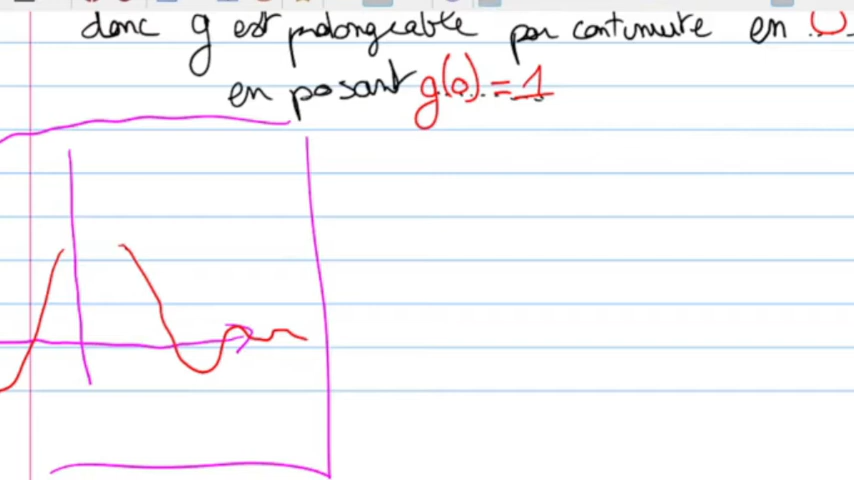 donc g est prolongeable par continuité en 0
en posant g(0) = 1